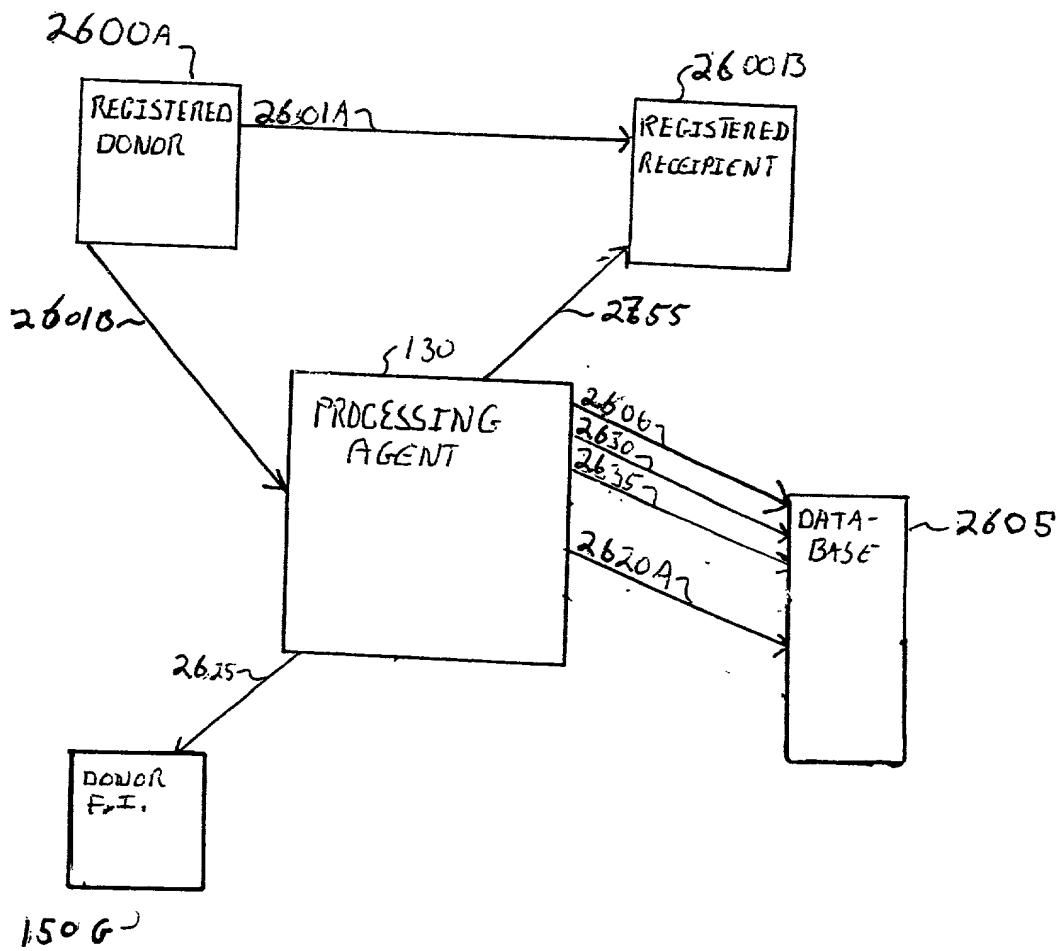 2600A
2600B
REGISTERED
DONOR
2601A
REGISTERED
RECEIPIENT
2601B
2655
130
PROCESSING
AGENT
2606
2630
2635
2620A
DATA-
BASE
2605
2625
DONOR
F.I.
150G